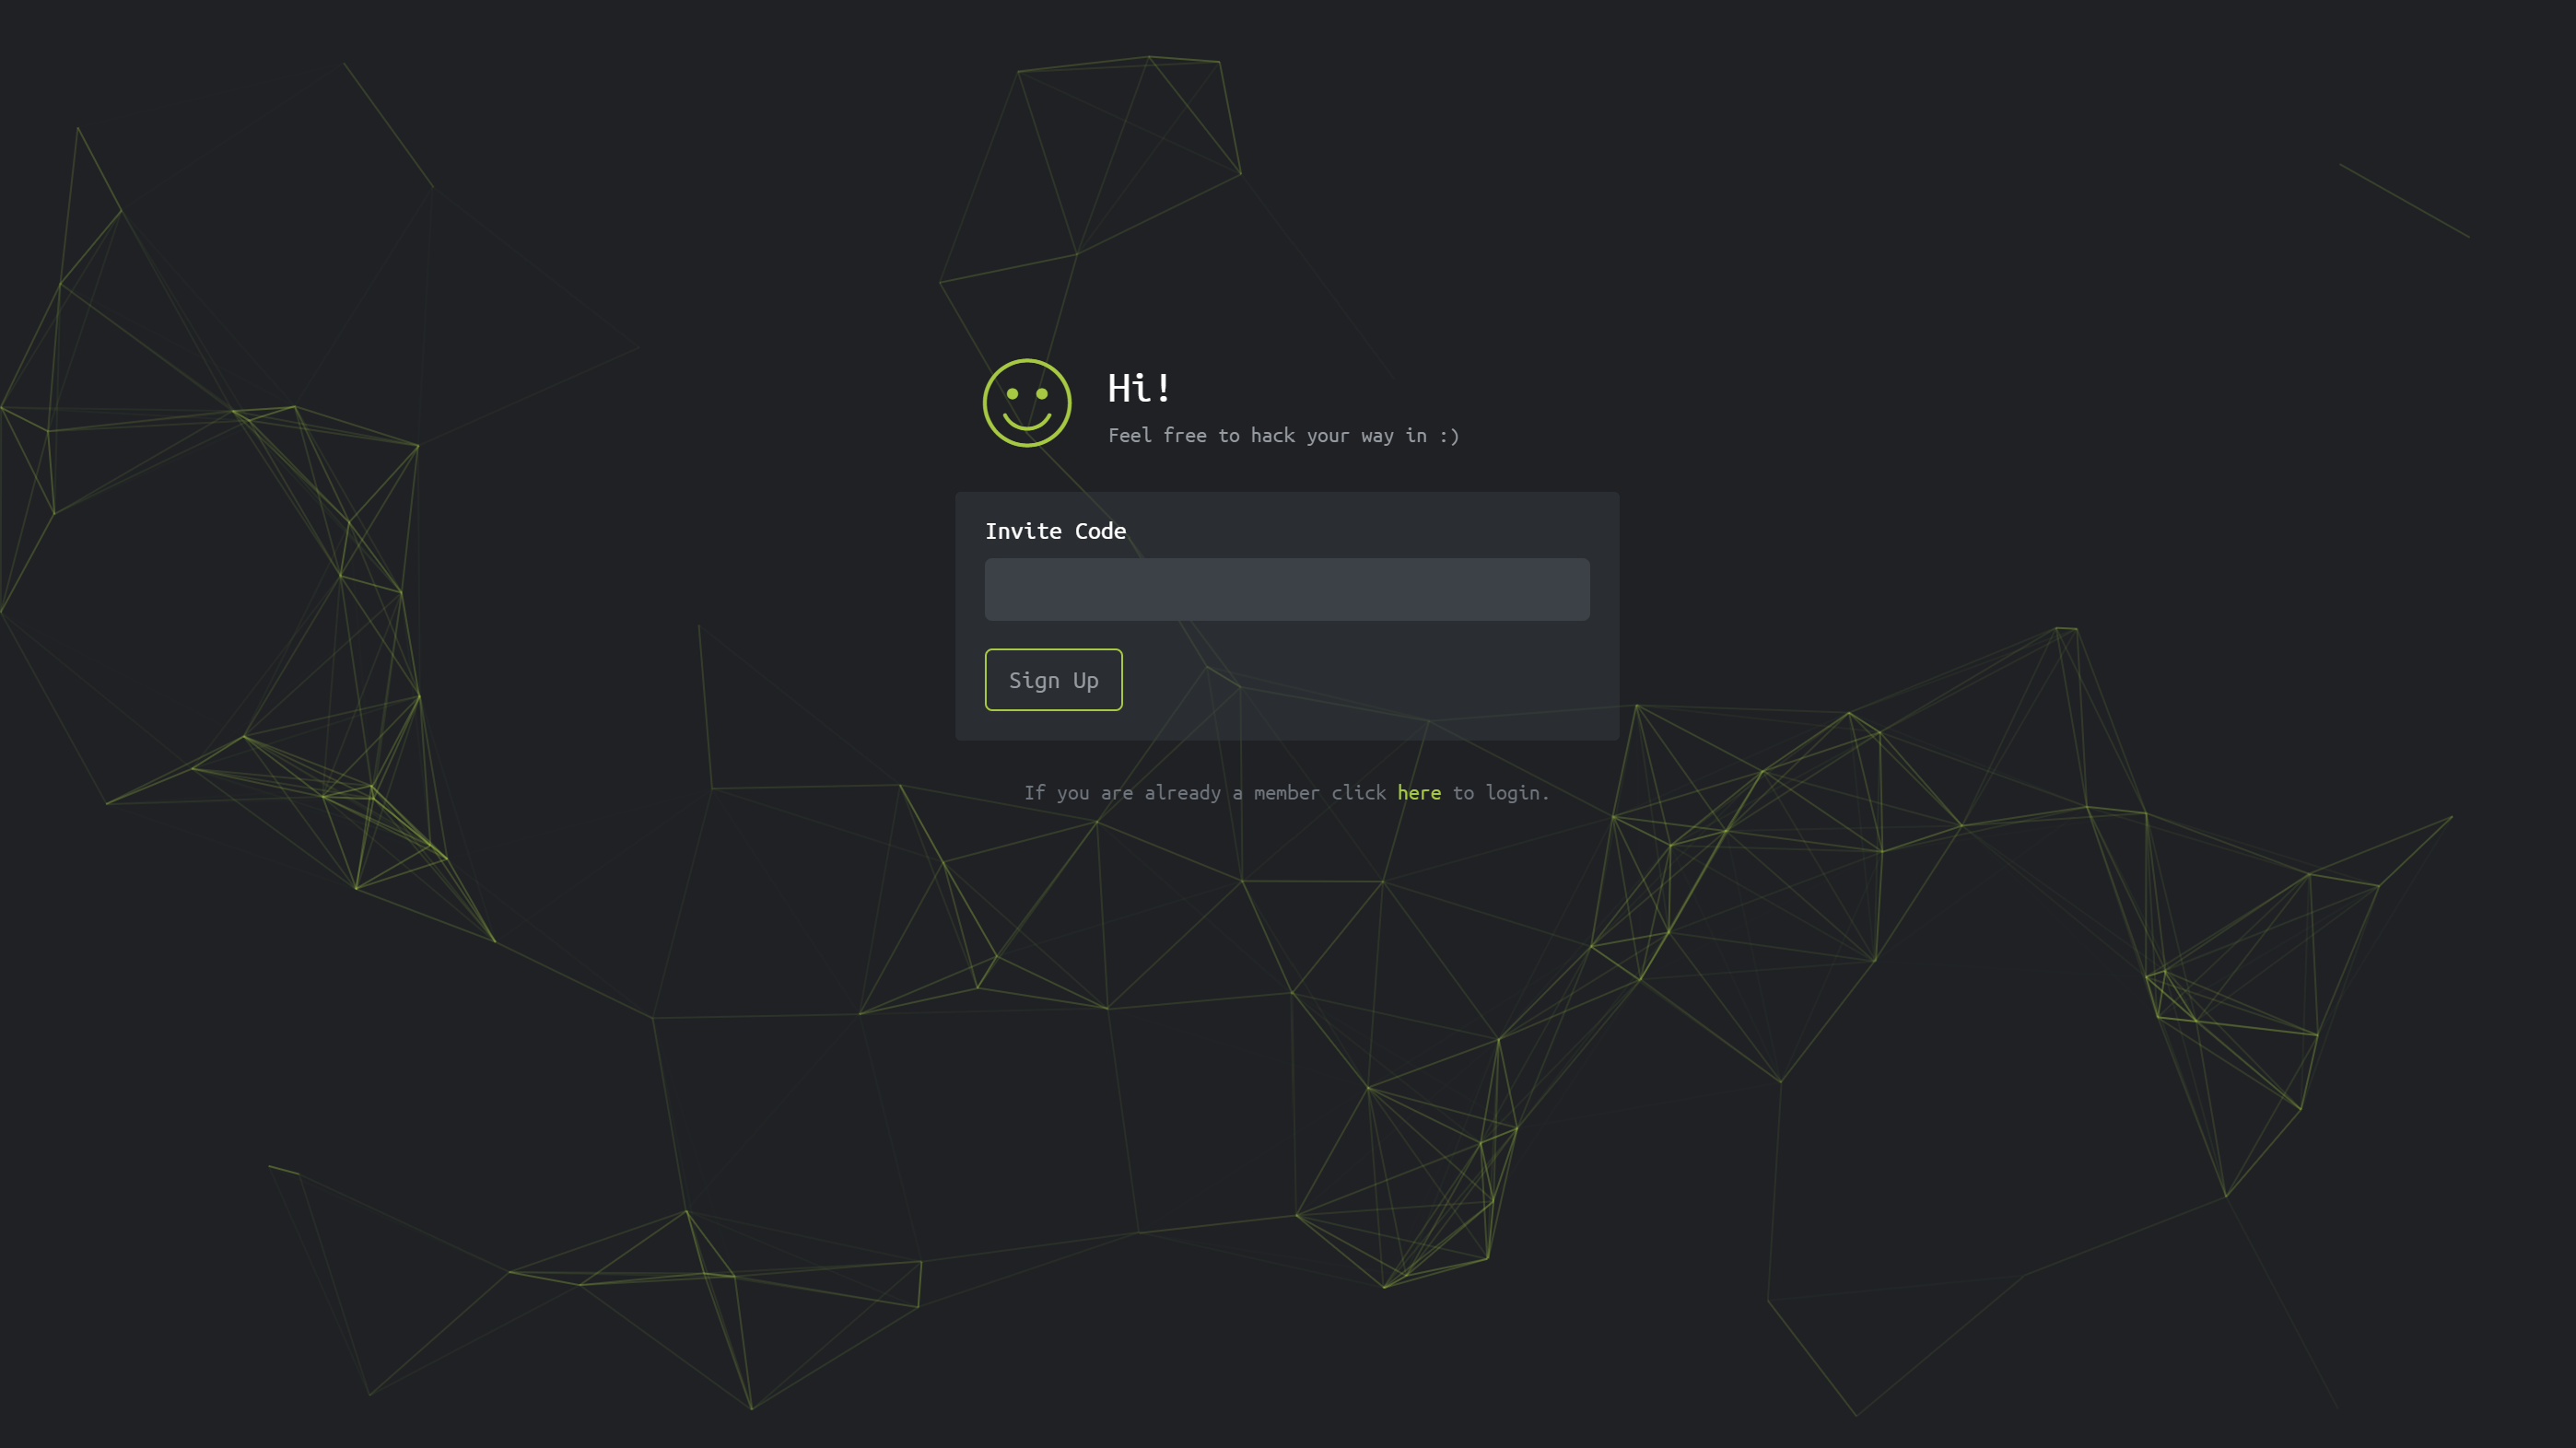 Hi!
Feel free to hack your way in :)
Invite Code
Sign Up
If you are already a member click here to login.